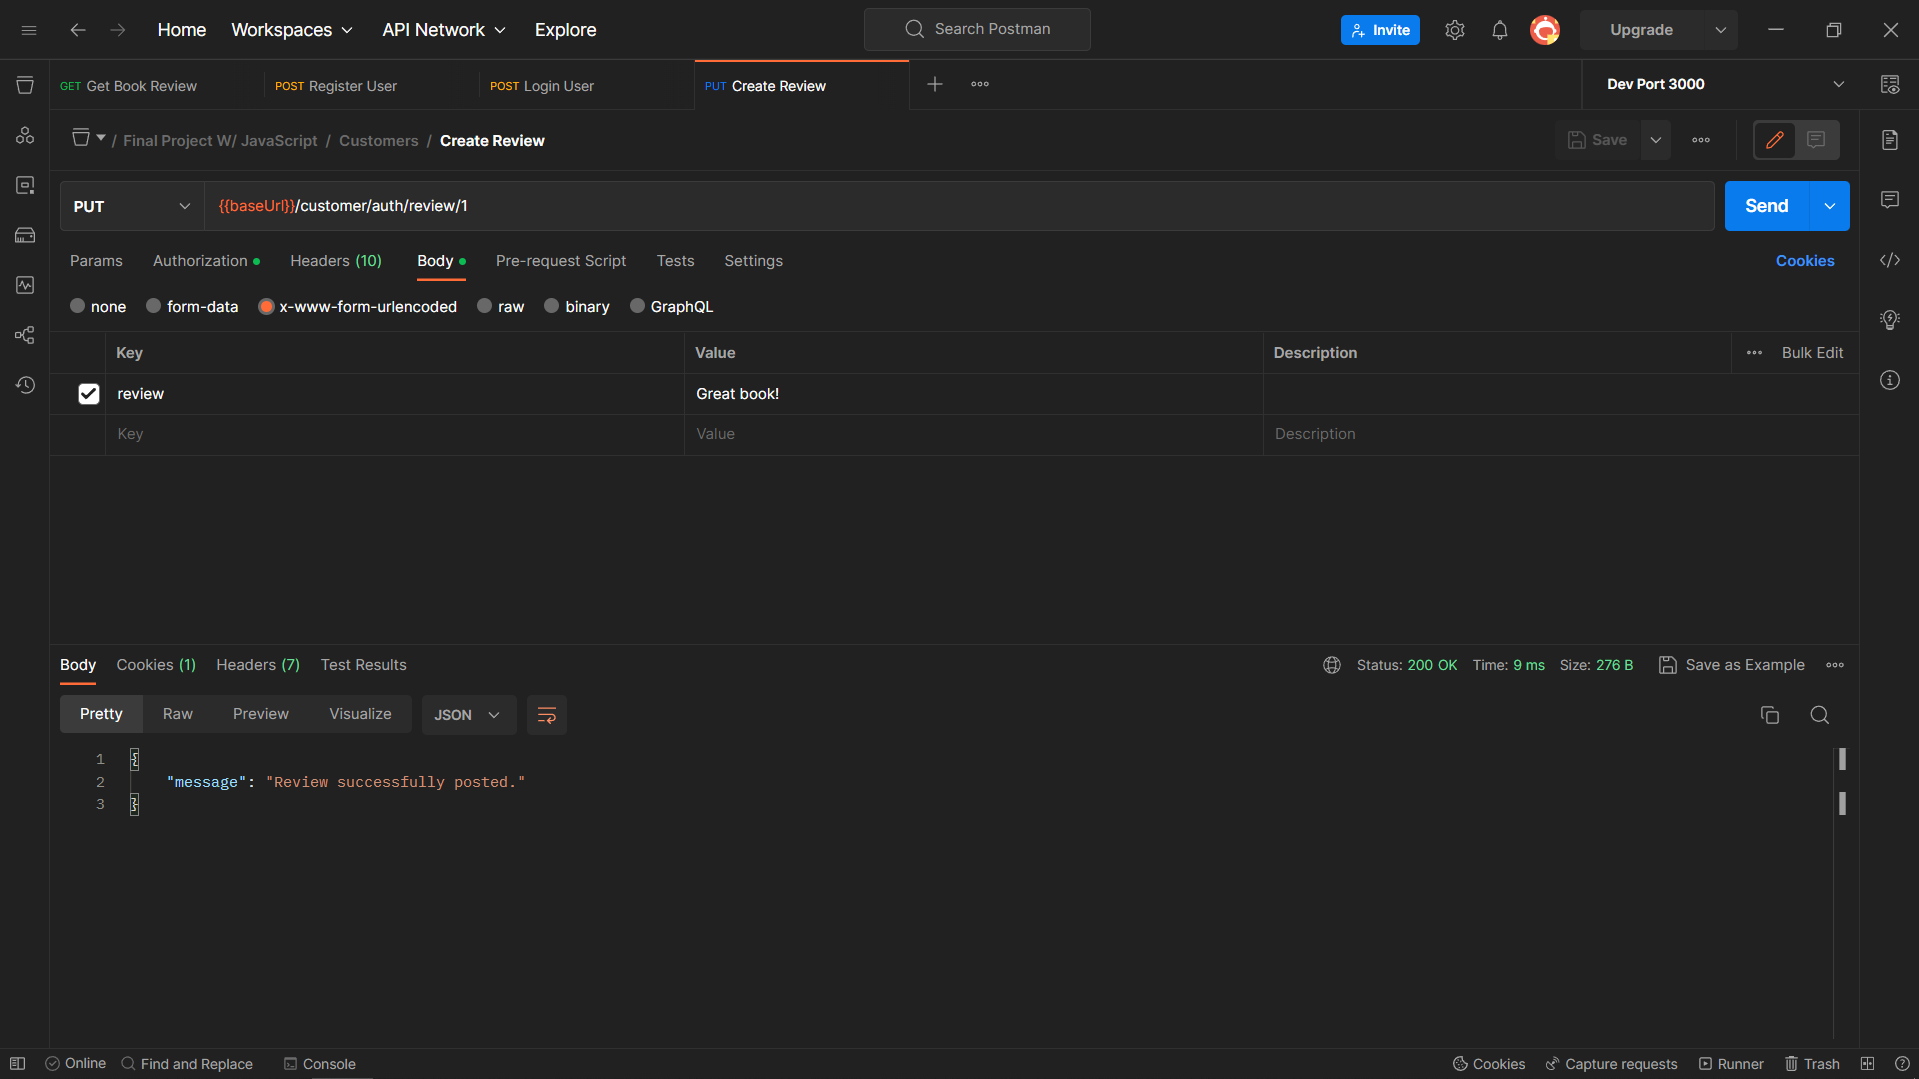 Home Workspaces API Network Explore Search Postman Invite Upgrade
GET Get Book Review POST Register User POST Login User PUT Create Review Dev Port 3000
/ Final Project W/ JavaScript / Customers / Create Review Save
PUT {{baseUrl}}/customer/auth/review/1 Send
Params Authorization Headers (10) Body Pre-request Script Tests Settings Cookies
none form-data x-www-form-urlencoded raw binary GraphQL
Key Value Description Bulk Edit
review Great book!
Key Value Description
Body Cookies (1) Headers (7) Test Results Status: 200 OK Time: 9 ms Size: 276 B Save as Example
Pretty Raw Preview Visualize JSON
1 {
2 "message": "Review successfully posted."
3 }
Online Find and Replace Console Cookies Capture requests Runner Trash